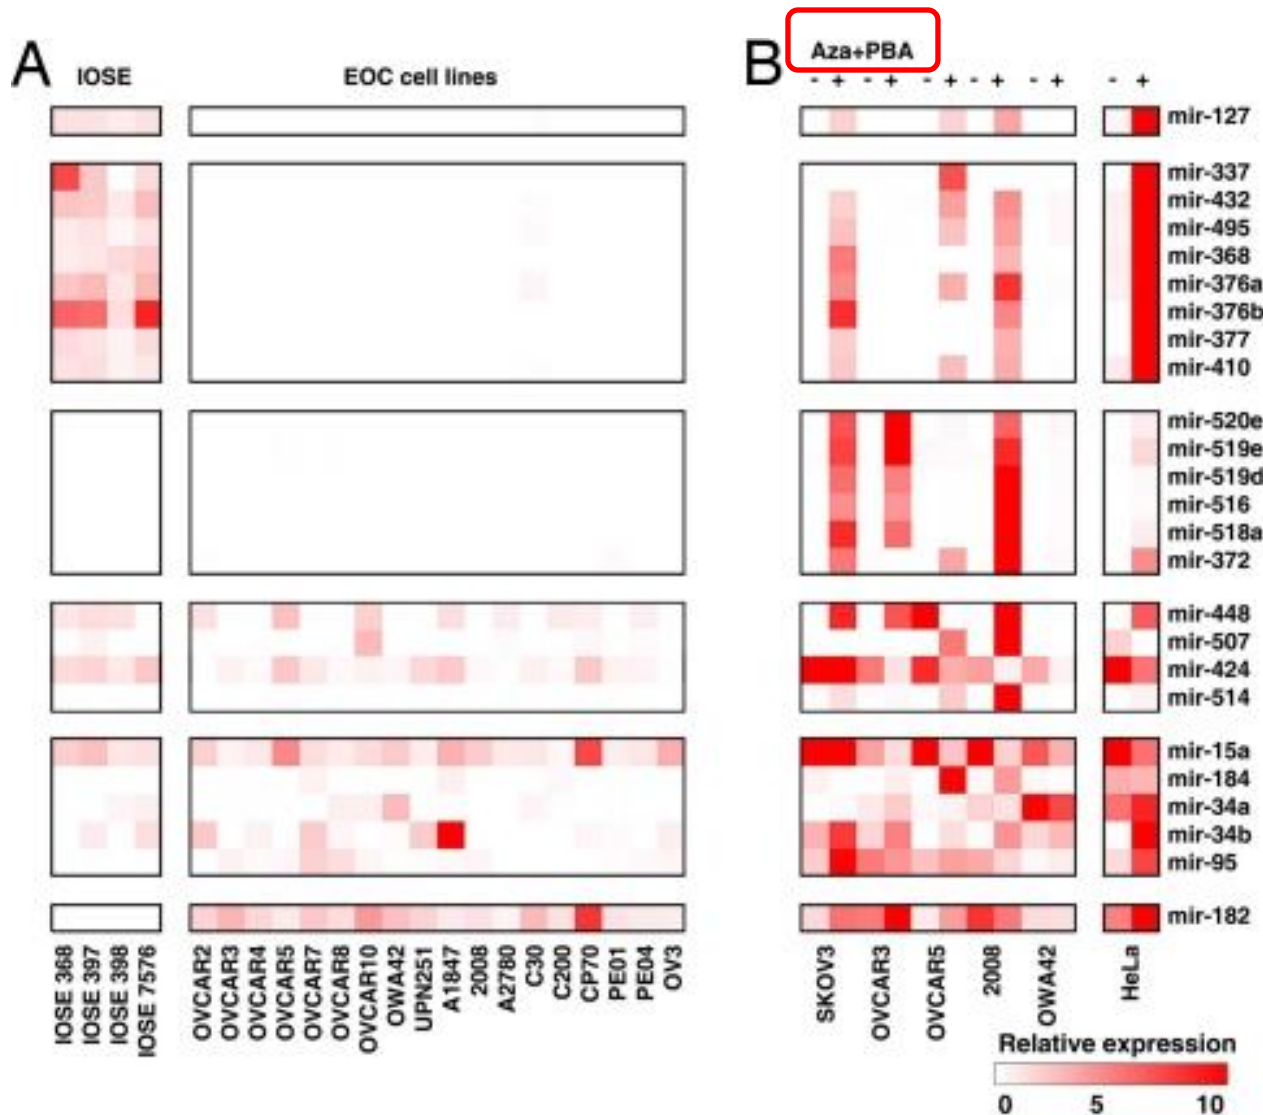 A
IOSE
EOC cell lines
B
Aza+PBA
- + - + - + - + - + - +
mir-127
mir-337
mir-432
mir-495
mir-368
mir-376a
mir-376b
mir-377
mir-410
mir-520e
mir-519e
mir-519d
mir-516
mir-518a
mir-372
mir-448
mir-507
mir-424
mir-514
mir-15a
mir-184
mir-34a
mir-34b
mir-95
mir-182
IOSE 368
IOSE 397
IOSE 398
IOSE 7576
OVCAR2
OVCAR3
OVCAR4
OVCAR5
OVCAR7
OVCAR8
OVCAR10
OWA42
UPN251
A1847
2008
A2780
C30
C200
CP70
PE01
PE04
OV3
SKOV3
OVCAR3
OVCAR5
2008
OWA42
HeLa
Relative expression
0 5 10